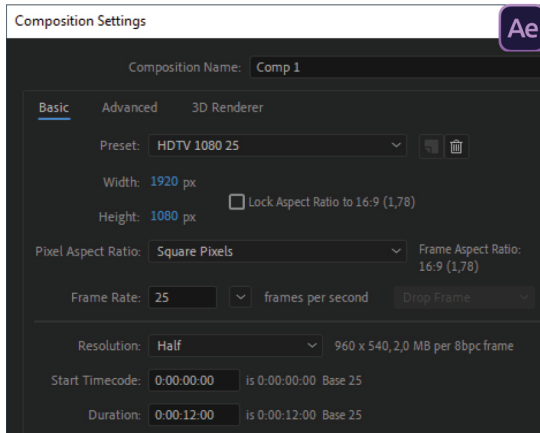 Composition Settings
Ae
Composition Name: Comp 1
Basic Advanced 3D Renderer
Preset: HDTV 1080 25
Width: 1920 px
Lock Aspect Ratio to 16:9 (1,78)
Height: 1080 px
Pixel Aspect Ratio: Square Pixels Frame Aspect Ratio:
16:9 (1,78)
Frame Rate: 25 frames per second Drop Frame
Resolution: Half 960 x 540, 2,0 MB per 8bpc frame
Start Timecode: 0:00:00:00 is 0:00:00:00 Base 25
Duration: 0:00:12:00 is 0:00:12:00 Base 25